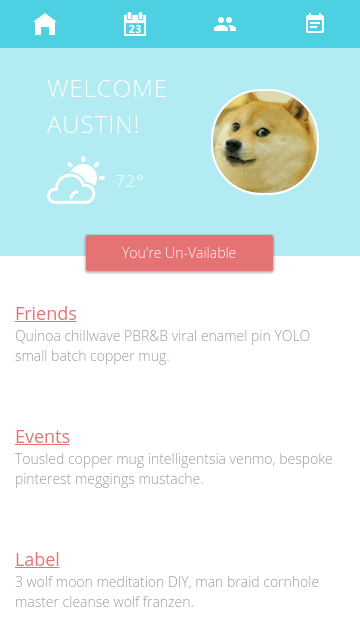 23
WELCOME
AUSTIN!
72°
You're Un-Vailable
Friends
Quinoa chillwave PBR&B viral enamel pin YOLO
small batch copper mug.
Events
Tousled copper mug intelligentsia venmo, bespoke
pinterest meggings mustache.
Label
3 wolf moon meditation DIY, man braid cornhole
master cleanse wolf franzen.